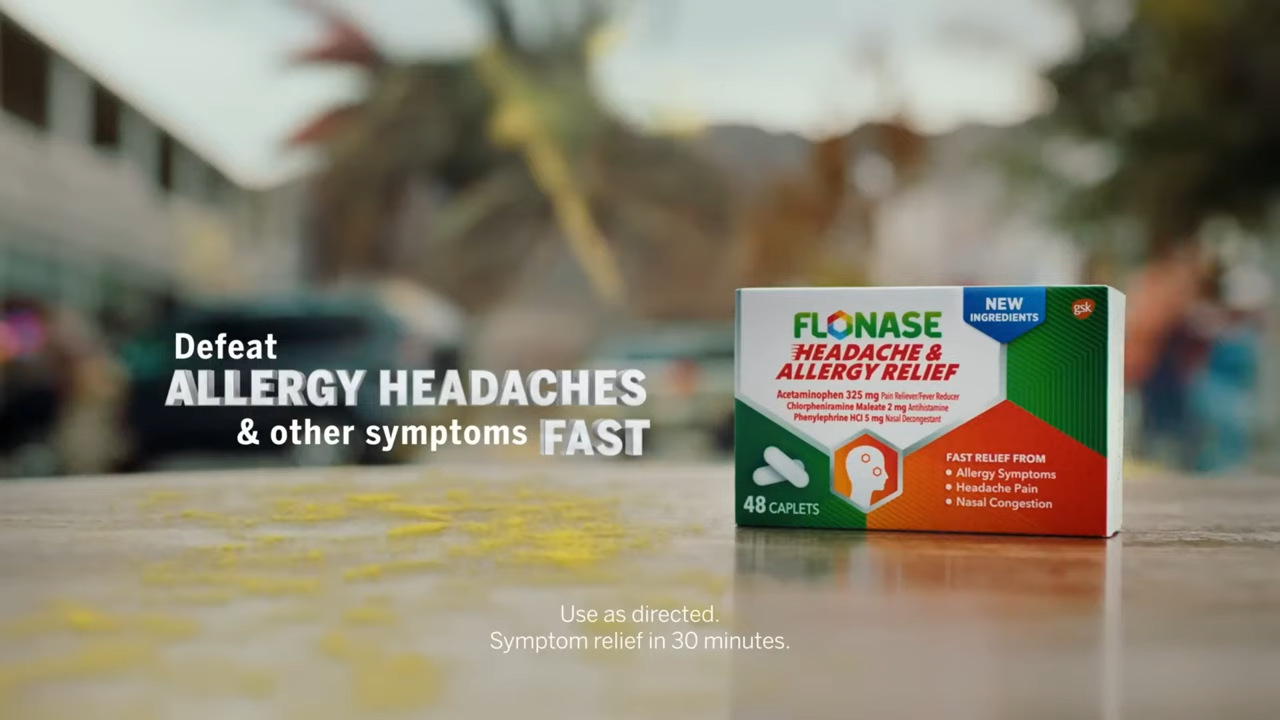 Defeat
ALLERGY HEADACHES
& other symptoms FAST
FLONASE
HEADACHE &
ALLERGY RELIEF
Acetaminophen 325 mg Pain Reliever/Fever Reducer
Chlorpheniramine Maleate 2 mg Antihistamine
Phenylephrine HCl 5 mg Nasal Decongestant
NEW
INGREDIENTS
gsk
FAST RELIEF FROM
• Allergy Symptoms
• Headache Pain
• Nasal Congestion
48 CAPLETS
Use as directed.
Symptom relief in 30 minutes.